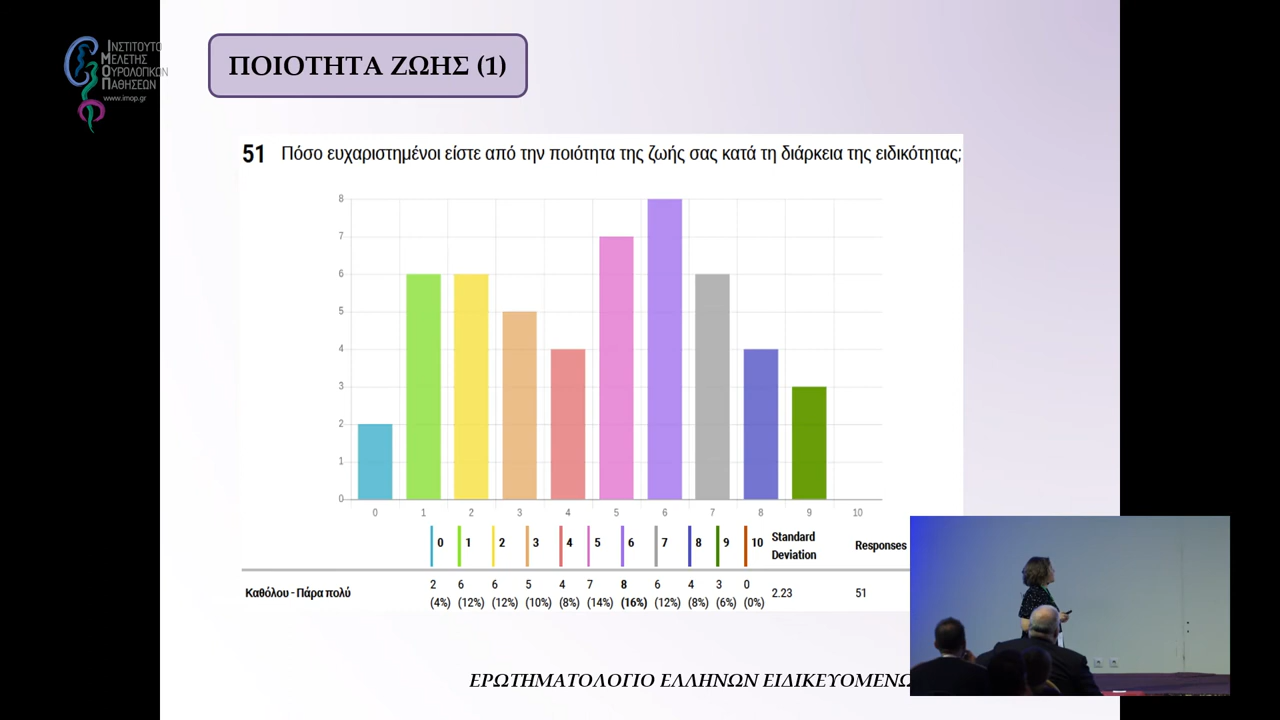 ΙΝΣΤΙΤΟΥΤΟ
ΜΕΛΕΤΗΣ
ΟΥΡΟΛΟΓΙΚΩΝ
ΠΑΘΗΣΕΩΝ
www.imop.gr
ΠΟΙΟΤΗΤΑ ΖΩΗΣ (1)
51 Πόσο ευχαριστημένοι είστε από την ποιότητα της ζωής σας κατά τη διάρκεια της ειδικότητας;
8
7
6
5
4
3
2
1
0
0 1 2 3 4 5 6 7 8 9 10
0 1 2 3 4 5 6 7 8 9 10 Standard Deviation Responses
Καθόλου - Πάρα πολύ 2 6 6 5 4 7 8 6 4 3 0 2.23 51
(4%) (12%) (12%) (10%) (8%) (14%) (16%) (12%) (8%) (6%) (0%)
ΕΡΩΤΗΜΑΤΟΛΟΓΙΟ ΕΛΛΗΝΩΝ